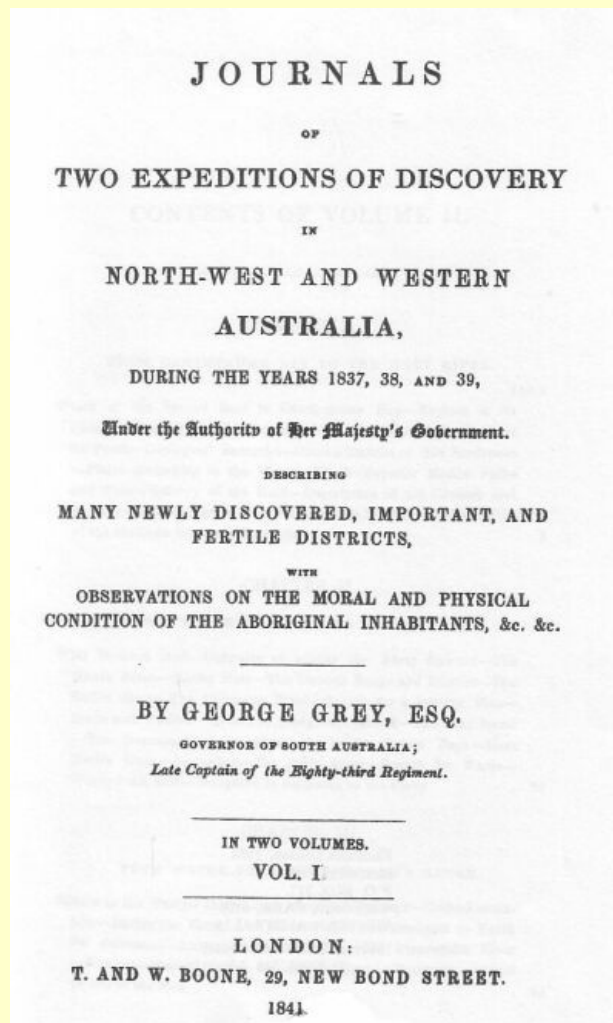 JOURNALS
OF
TWO EXPEDITIONS OF DISCOVERY
IN
NORTH-WEST AND WESTERN
AUSTRALIA,
DURING THE YEARS 1837, 38, AND 39,
Under the Authority of Her Majesty's Government.
DESCRIBING
MANY NEWLY DISCOVERED, IMPORTANT, AND
FERTILE DISTRICTS,
WITH
OBSERVATIONS ON THE MORAL AND PHYSICAL
CONDITION OF THE ABORIGINAL INHABITANTS, &c. &c.
BY GEORGE GREY, ESQ.
GOVERNOR OF SOUTH AUSTRALIA;
Late Captain of the Eighty-third Regiment.
IN TWO VOLUMES.
VOL. I.
LONDON:
T. AND W. BOONE, 29, NEW BOND STREET.
1841.